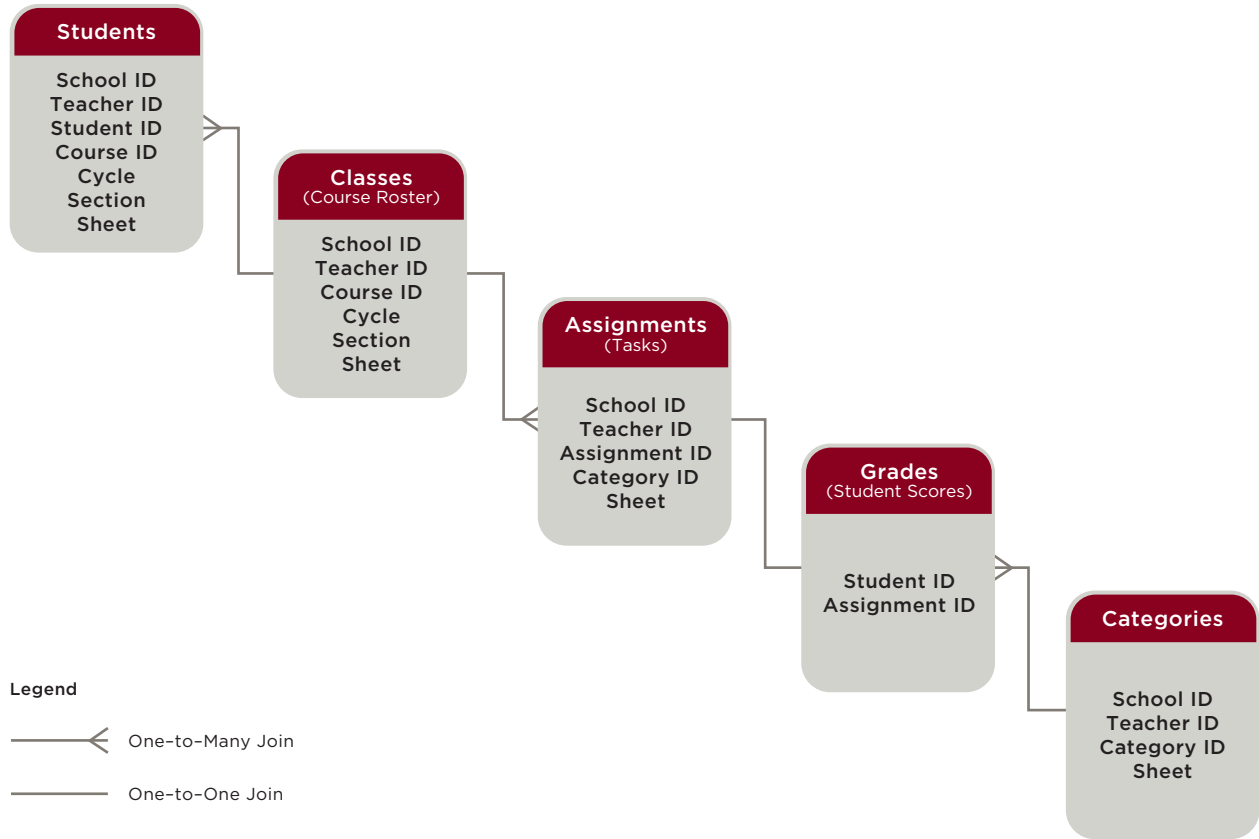 Students
School ID
Teacher ID
Student ID
Course ID
Cycle
Section
Sheet
Classes
(Course Roster)
School ID
Teacher ID
Course ID
Cycle
Section
Sheet
Assignments
(Tasks)
School ID
Teacher ID
Assignment ID
Category ID
Sheet
Grades
(Student Scores)
Student ID
Assignment ID
Categories
School ID
Teacher ID
Category ID
Sheet
Legend
One–to–Many Join
One–to–One Join